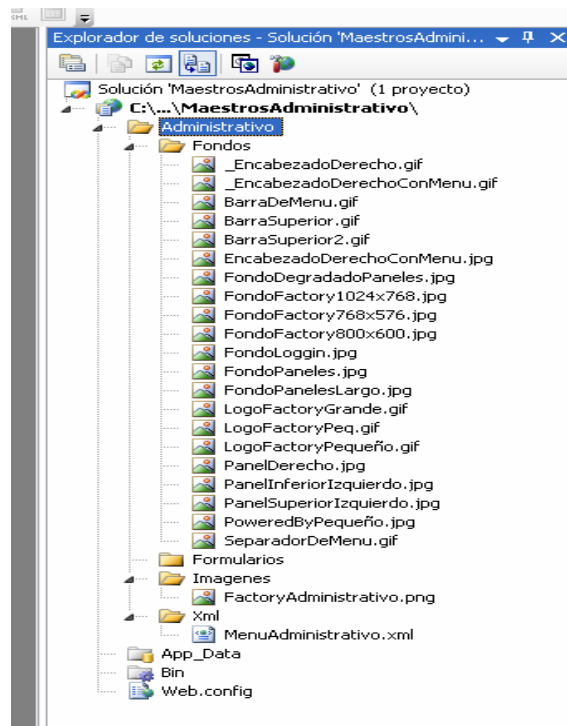 Explorador de soluciones - Solución 'MaestrosAdmini...
Solución 'MaestrosAdministrativo' (1 proyecto)
C:\...\MaestrosAdministrativo\
Administrativo
Fondos
_EncabezadoDerecho.gif
_EncabezadoDerechoConMenu.gif
BarraDeMenu.gif
BarraSuperior.gif
BarraSuperior2.gif
EncabezadoDerechoConMenu.jpg
FondoDegradadoPaneles.jpg
FondoFactory1024x768.jpg
FondoFactory768x576.jpg
FondoFactory800x600.jpg
FondoLoggin.jpg
FondoPaneles.jpg
FondoPanelesLargo.jpg
LogoFactoryGrande.gif
LogoFactoryPeq.gif
LogoFactoryPequeño.gif
PanelDerecho.jpg
PanelInferiorIzquierdo.jpg
PanelSuperiorIzquierdo.jpg
PoweredByPequeño.jpg
SeparadorDeMenu.gif
Formularios
Imagenes
FactoryAdministrativo.png
Xml
MenuAdministrativo.xml
App_Data
Bin
Web.config